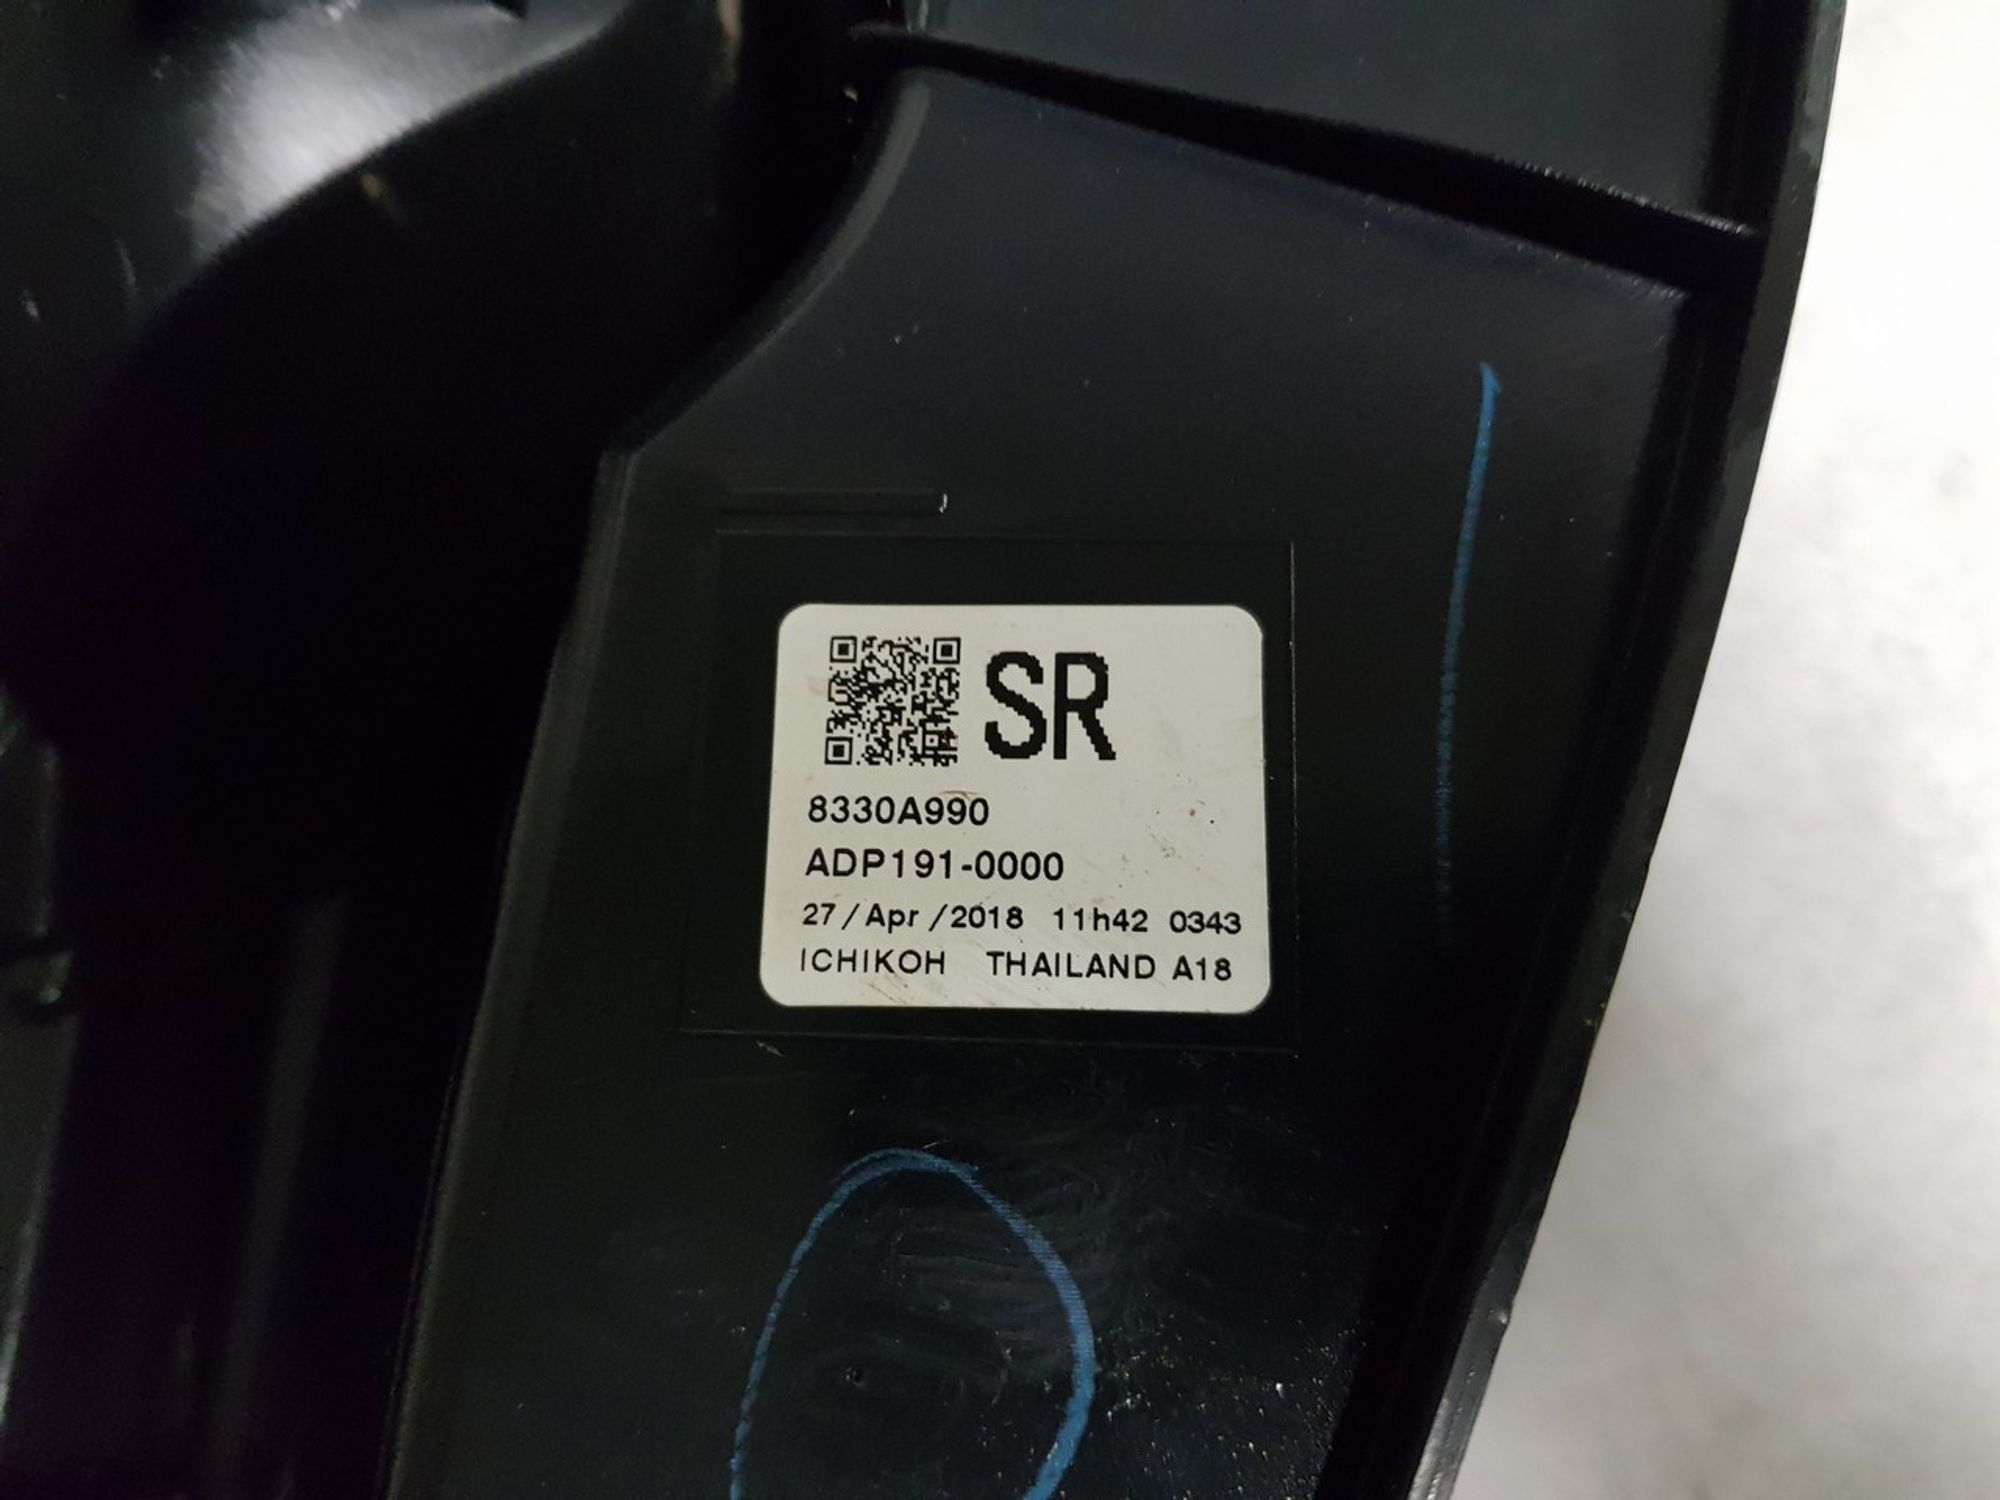 SR
8330A990
ADP191-0000
27/Apr/2018 11h42 0343
ICHIKOH THAILAND A18